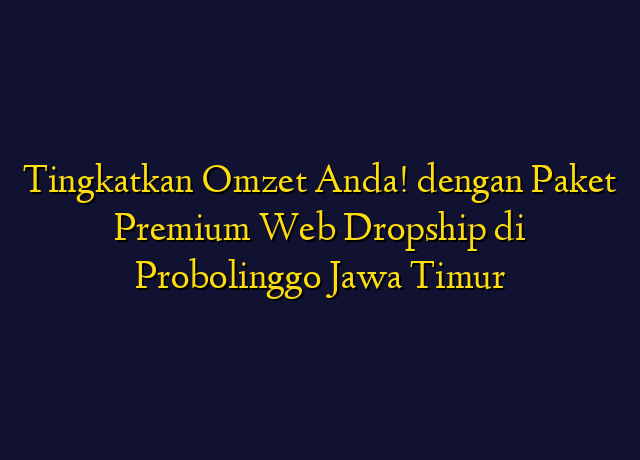 Tingkatkan Omzet Anda! dengan Paket
Premium Web Dropship di
Probolinggo Jawa Timur